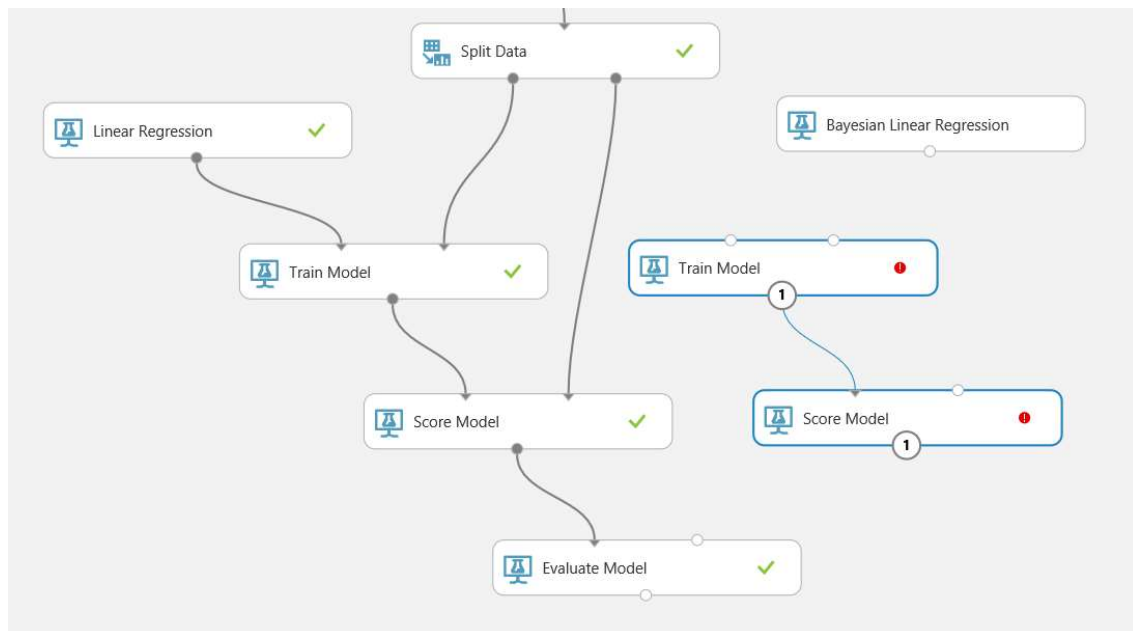 Split Data
Linear Regression
Bayesian Linear Regression
Train Model
Train Model
1
Score Model
Score Model
1
Evaluate Model